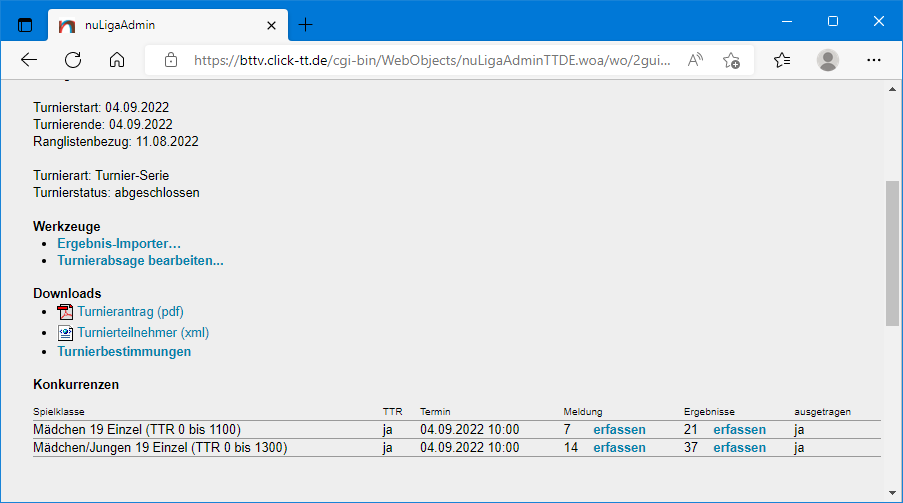 nuLigaAdmin
https://bttv.click-tt.de/cgi-bin/WebObjects/nuLigaAdminTTDE.woa/wo/2gui...
Turnierstart: 04.09.2022
Turnierende: 04.09.2022
Ranglistenbezug: 11.08.2022
Turnierart: Turnier-Serie
Turnierstatus: abgeschlossen
Werkzeuge
• Ergebnis-Importer...
• Turnierabsage bearbeiten...
Downloads
• Turnierantrag (pdf)
• Turnierteilnehmer (xml)
• Turnierbestimmungen
Konkurrenzen
Spielklasse TTR Termin Meldung Ergebnisse ausgetragen
Mädchen 19 Einzel (TTR 0 bis 1100) ja 04.09.2022 10:00 7 erfassen 21 erfassen ja
Mädchen/Jungen 19 Einzel (TTR 0 bis 1300) ja 04.09.2022 10:00 14 erfassen 37 erfassen ja